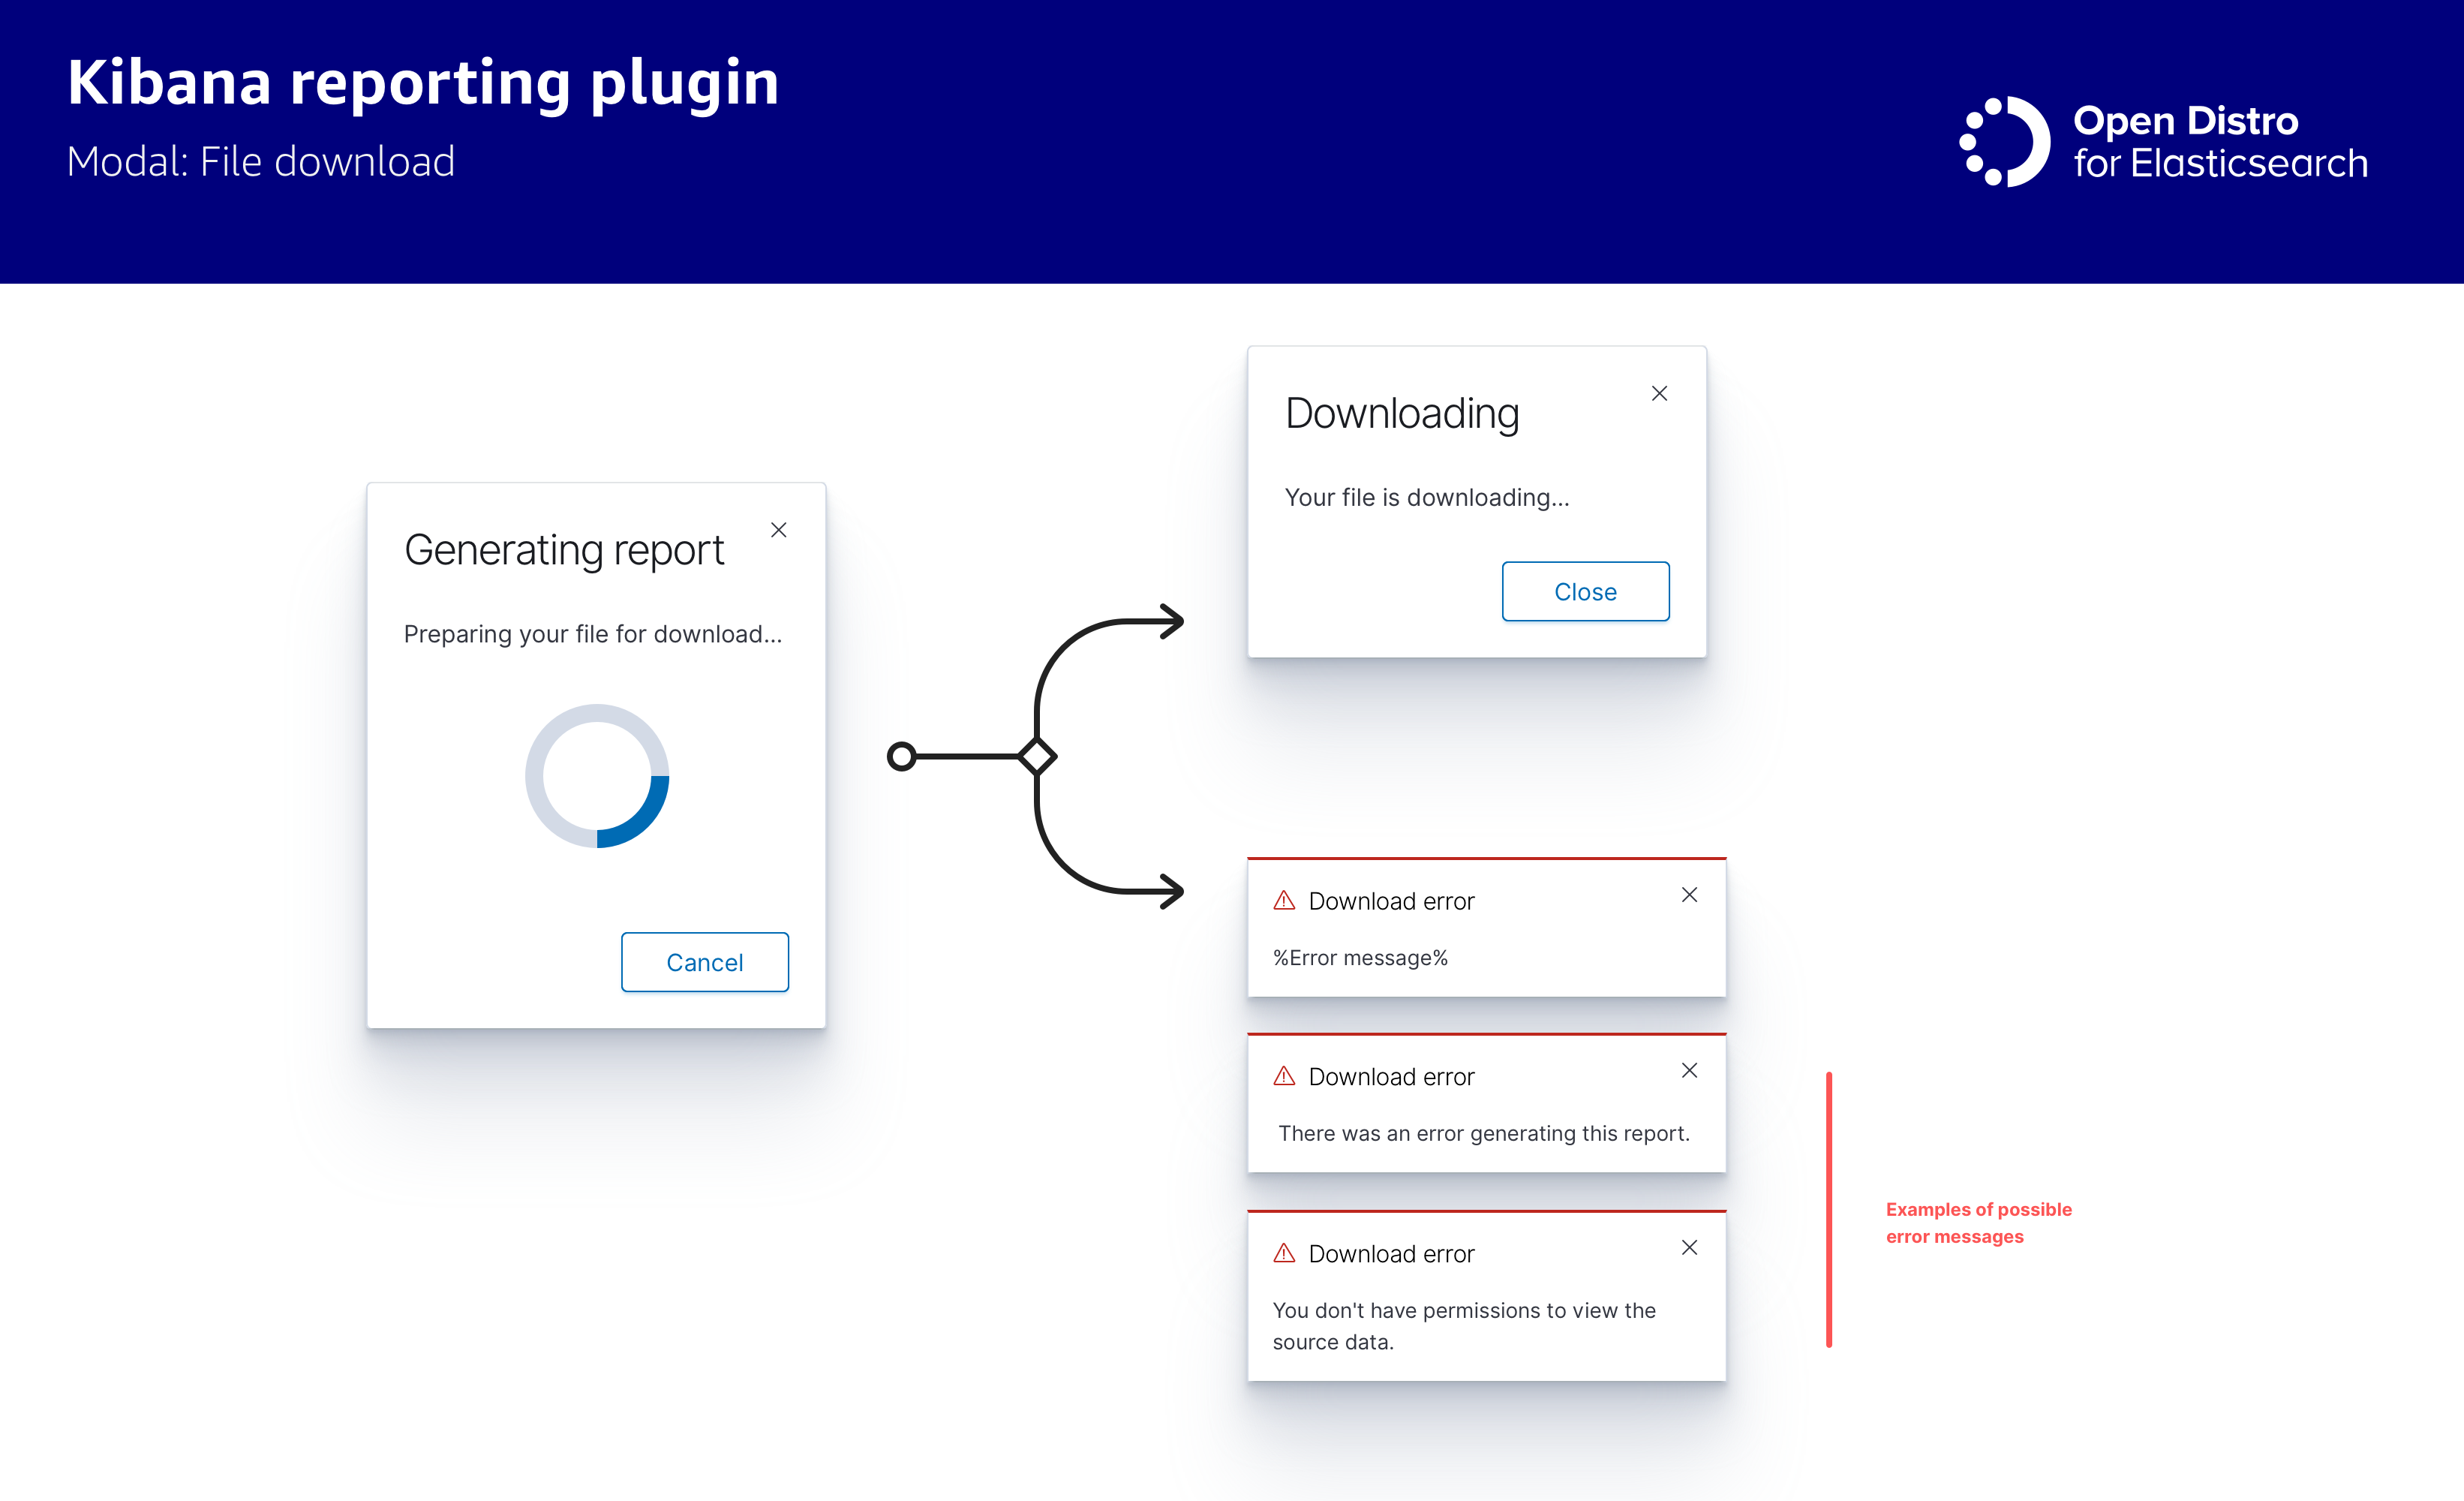 Kibana reporting plugin
Modal: File download
Open Distro
for Elasticsearch
Generating report
Preparing your file for download...
Cancel
Downloading
Your file is downloading...
Close
Download error
%Error message%
Download error
There was an error generating this report.
Download error
You don't have permissions to view the
source data.
Examples of possible
error messages